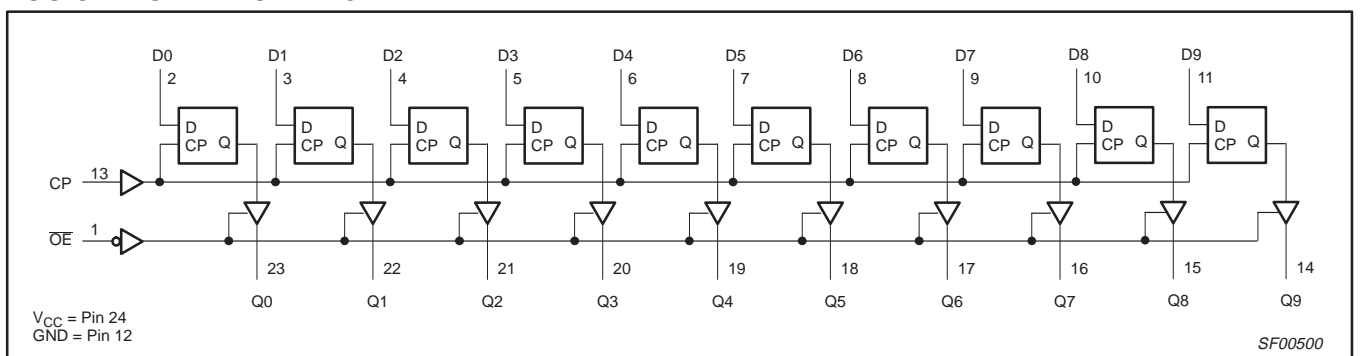 D0 D1 D2 D3 D4 D5 D6 D7 D8 D9
2 3 4 5 6 7 8 9 10 11
D D D D D D D D D D
CP Q CP Q CP Q CP Q CP Q CP Q CP Q CP Q CP Q CP Q
CP 13
OE 1
23 22 21 20 19 18 17 16 15 14
Q0 Q1 Q2 Q3 Q4 Q5 Q6 Q7 Q8 Q9
VCC = Pin 24
GND = Pin 12
SF00500